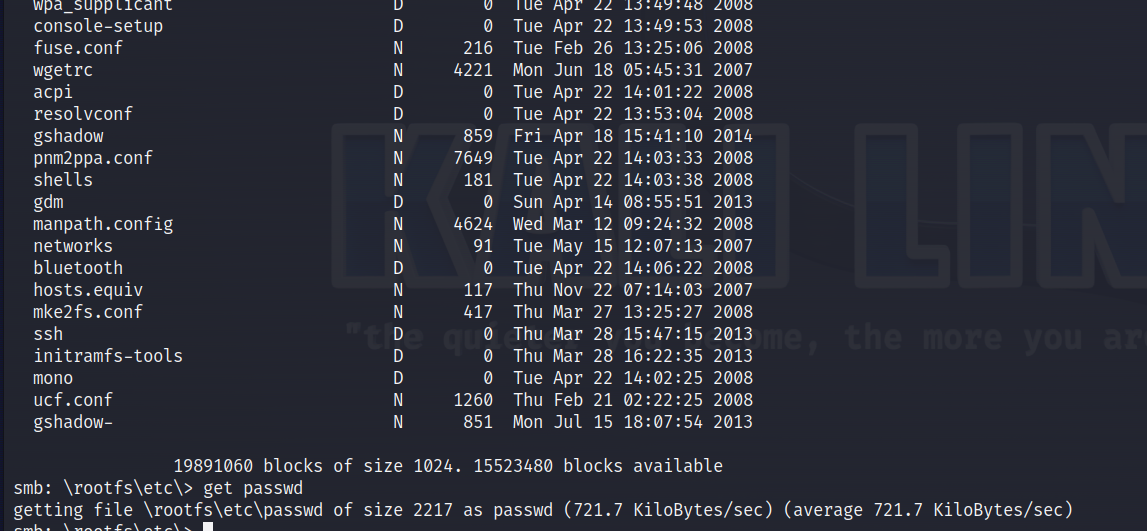 wpa_supplicant D 0 Tue Apr 22 13:49:48 2008
console-setup D 0 Tue Apr 22 13:49:53 2008
fuse.conf N 216 Tue Feb 26 13:25:06 2008
wgetrc N 4221 Mon Jun 18 05:45:31 2007
acpi D 0 Tue Apr 22 14:01:22 2008
resolvconf D 0 Tue Apr 22 13:53:04 2008
gshadow N 859 Fri Apr 18 15:41:10 2014
pnm2ppa.conf N 7649 Tue Apr 22 14:03:33 2008
shells N 181 Tue Apr 22 14:03:38 2008
gdm D 0 Sun Apr 14 08:55:51 2013
manpath.config N 4624 Wed Mar 12 09:24:32 2008
networks N 91 Tue May 15 12:07:13 2007
bluetooth D 0 Tue Apr 22 14:06:22 2008
hosts.equiv N 117 Thu Nov 22 07:14:03 2007
mke2fs.conf N 417 Thu Mar 27 13:25:27 2008
ssh D 0 Thu Mar 28 15:47:15 2013
initramfs-tools D 0 Thu Mar 28 16:22:35 2013
mono D 0 Tue Apr 22 14:02:25 2008
ucf.conf N 1260 Thu Feb 21 02:22:25 2008
gshadow- N 851 Mon Jul 15 18:07:54 2013
19891060 blocks of size 1024. 15523480 blocks available
smb: \rootfs\etc\> get passwd
getting file \rootfs\etc\passwd of size 2217 as passwd (721.7 KiloBytes/sec) (average 721.7 KiloBytes/sec)
smb: \rootfs\etc\>
KALI LIN
"the qui ome, the more you ar